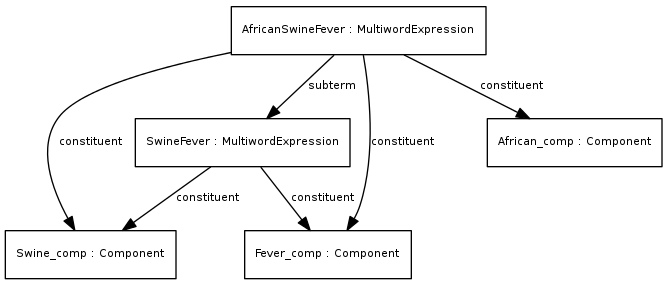 AfricanSwineFever : MultiwordExpression
subterm
constituent
constituent
SwineFever : MultiwordExpression
constituent
African_comp : Component
constituent
constituent
Swine_comp : Component
Fever_comp : Component